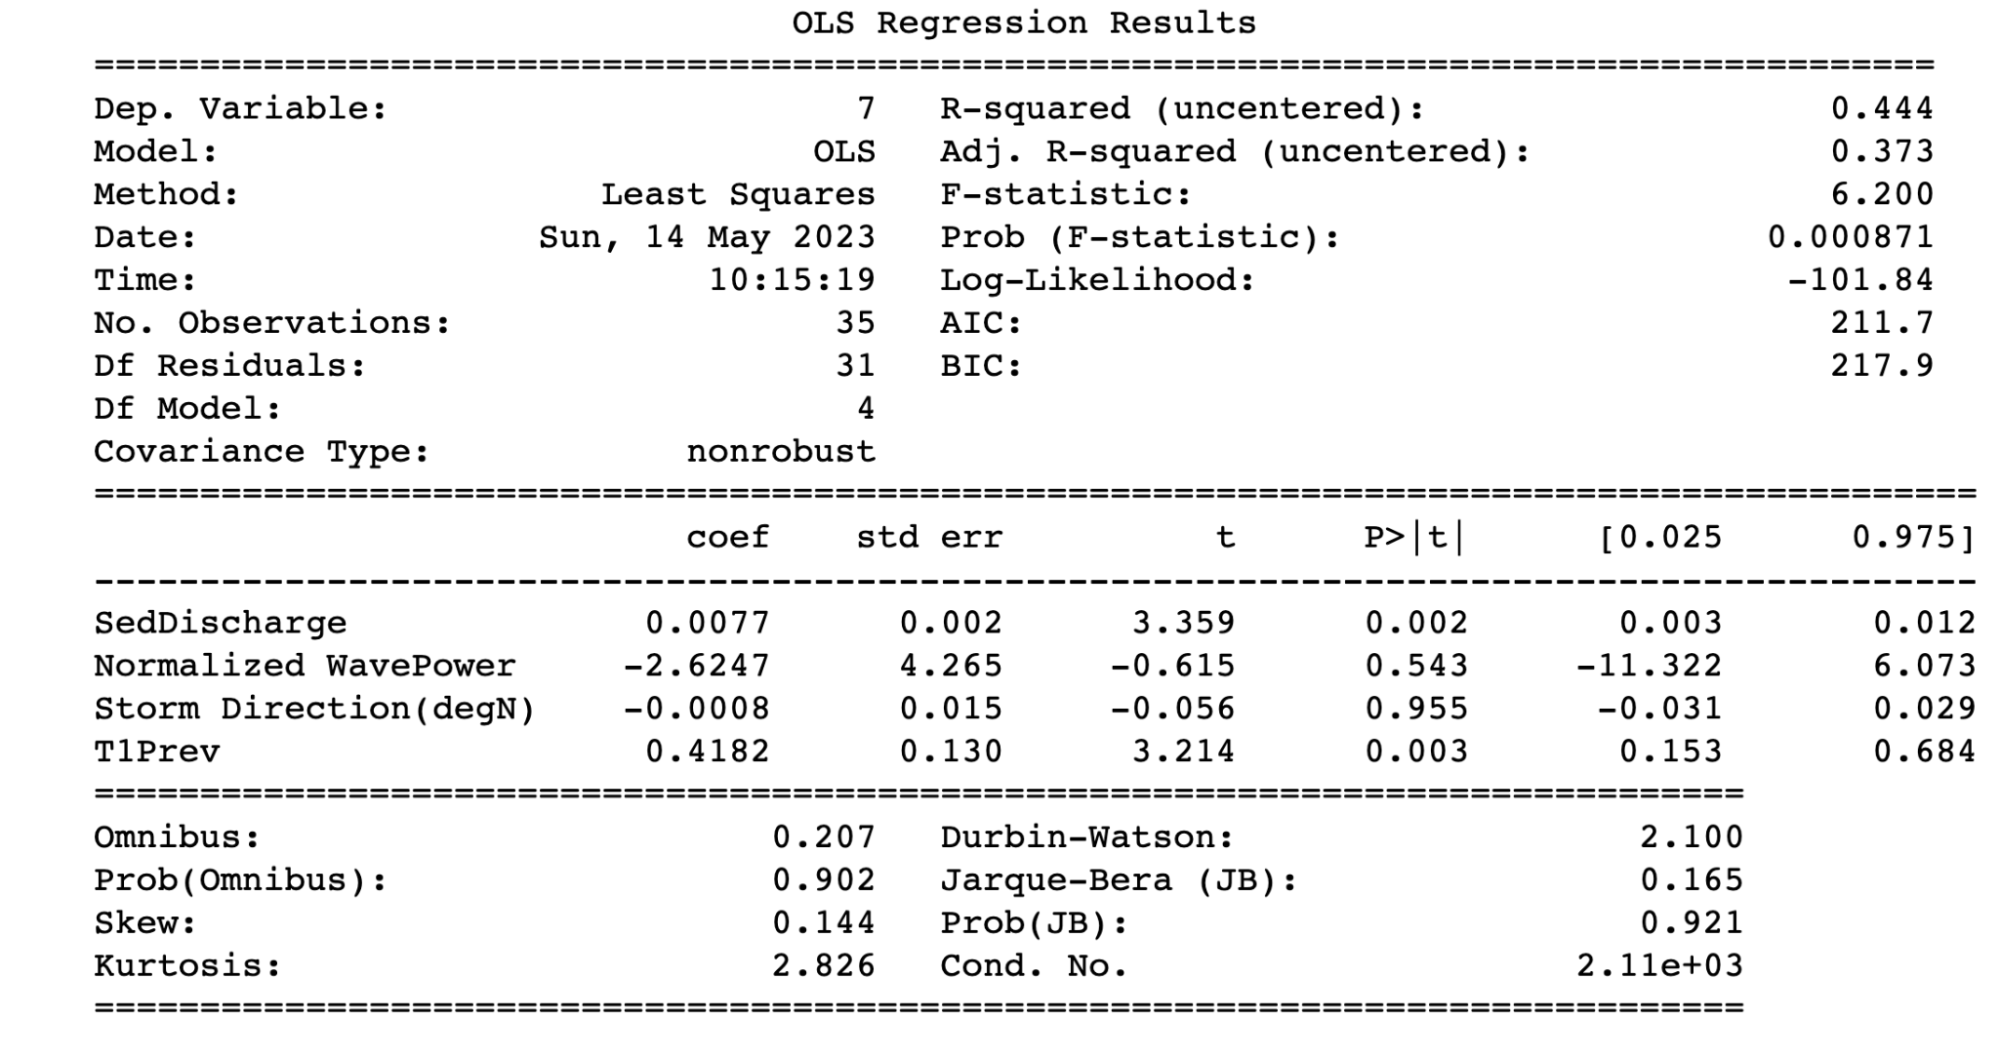 OLS Regression Results
==============================================================================
Dep. Variable: 7 R-squared (uncentered): 0.444
Model: OLS Adj. R-squared (uncentered): 0.373
Method: Least Squares F-statistic: 6.200
Date: Sun, 14 May 2023 Prob (F-statistic): 0.000871
Time: 10:15:19 Log-Likelihood: -101.84
No. Observations: 35 AIC: 211.7
Df Residuals: 31 BIC: 217.9
Df Model: 4
Covariance Type: nonrobust
==============================================================================
coef std err t P>|t| [0.025 0.975]
------------------------------------------------------------------------------
SedDischarge 0.0077 0.002 3.359 0.002 0.003 0.012
Normalized WavePower -2.6247 4.265 -0.615 0.543 -11.322 6.073
Storm Direction(degN) -0.0008 0.015 -0.056 0.955 -0.031 0.029
T1Prev 0.4182 0.130 3.214 0.003 0.153 0.684
==============================================================================
Omnibus: 0.207 Durbin-Watson: 2.100
Prob(Omnibus): 0.902 Jarque-Bera (JB): 0.165
Skew: 0.144 Prob(JB): 0.921
Kurtosis: 2.826 Cond. No. 2.11e+03
==============================================================================